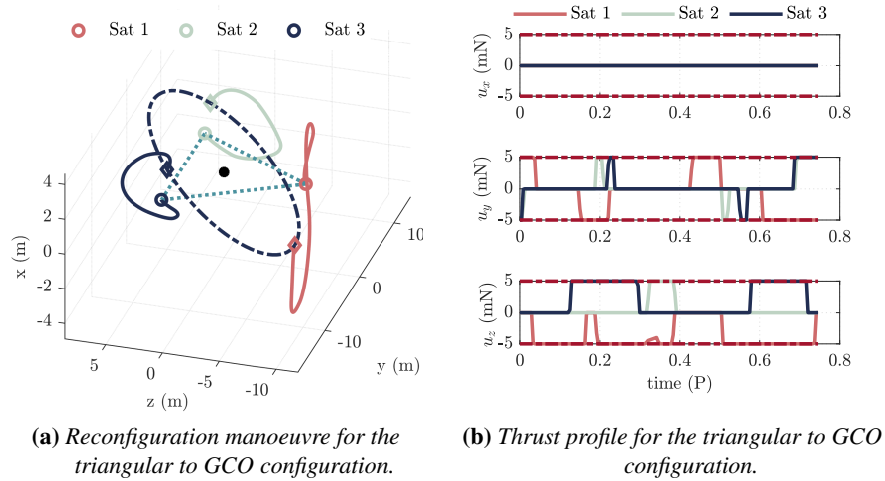 Sat 1 Sat 2 Sat 3
x (m)
4
2
0
-2
-4
5
0
-5
-10
z (m)
10
0
-10
y (m)
(a) Reconfiguration manoeuvre for the
triangular to GCO configuration.
Sat 1 Sat 2 Sat 3
u_x (mN)
5
0
-5
0 0.2 0.4 0.6 0.8
u_y (mN)
5
0
-5
0 0.2 0.4 0.6 0.8
u_z (mN)
5
0
-5
0 0.2 0.4 0.6 0.8
time (P)
(b) Thrust profile for the triangular to GCO
configuration.